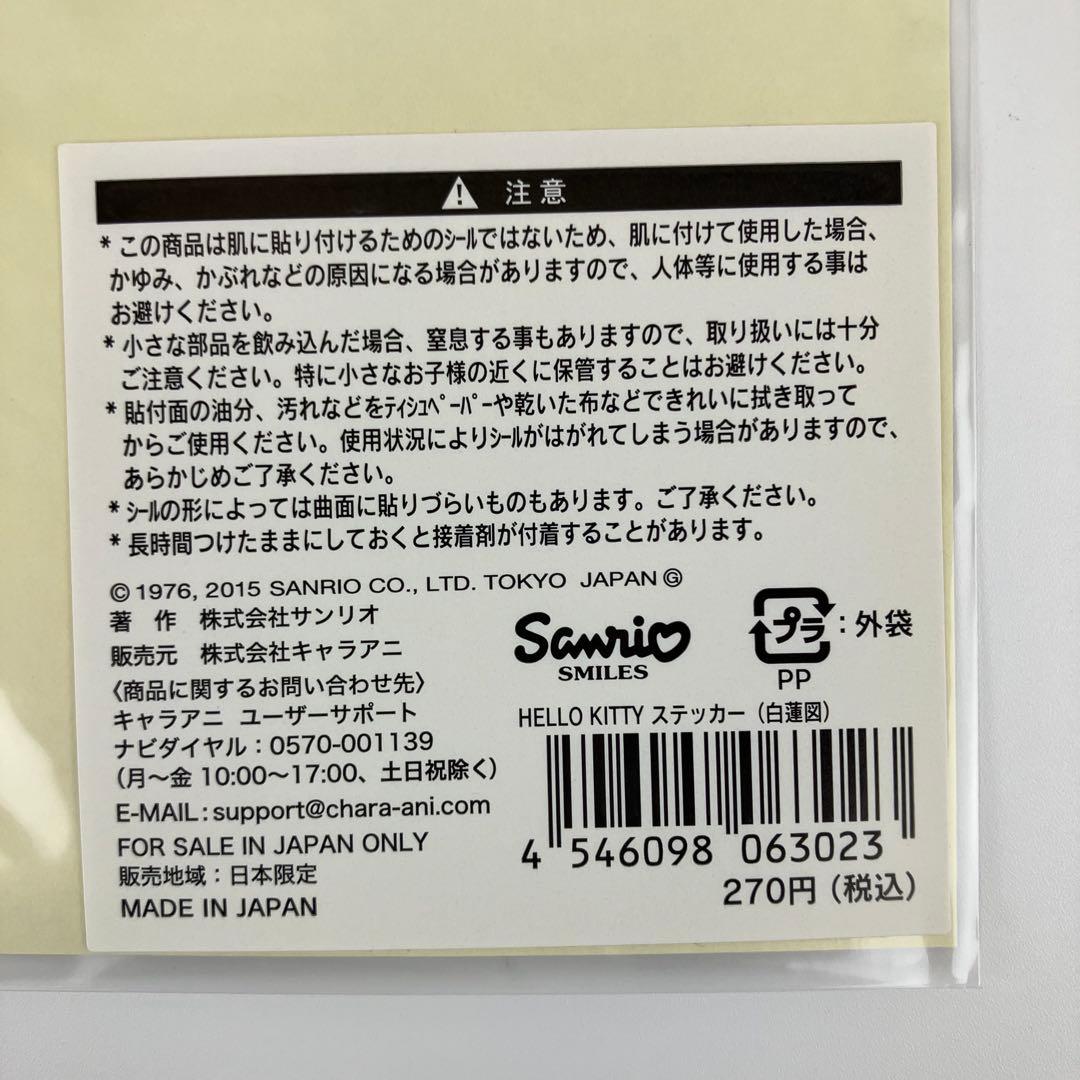 注意
* この商品は肌に貼り付けるためのｼｰﾙではないため、肌に付けて使用した場合、
かゆみ、かぶれなどの原因になる場合がありますので、人体等に使用する事は
お避けください。
* 小さな部品を飲み込んだ場合、窒息する事もありますので、取り扱いには十分
ご注意ください。特に小さなお子様の近くに保管することはお避けください。
* 貼付面の油分、汚れなどをﾃｨｼｭﾍﾟｰﾊﾟｰや乾いた布などできれいに拭き取って
からご使用ください。使用状況によりｼｰﾙがはがれてしまう場合がありますので、
あらかじめご了承ください。
* ｼｰﾙの形によっては曲面に貼りづらいものもあります。ご了承ください。
* 長時間つけたままにしておくと接着剤が付着することがあります。
© 1976, 2015 SANRIO CO., LTD. TOKYO JAPAN Ⓖ
著 作 株式会社サンリオ
販売元 株式会社キャラアニ
〈商品に関するお問い合わせ先〉
キャラアニ ユーザーサポート
ナビダイヤル：0570-001139
（月〜金 10:00〜17:00、土日祝除く）
E-MAIL:support@chara-ani.com
FOR SALE IN JAPAN ONLY
販売地域：日本限定
MADE IN JAPAN
Sanrio
SMILES
プラ：外袋
PP
HELLO KITTY ステッカー（白蓮図）
4 546098 063023
270円（税込）